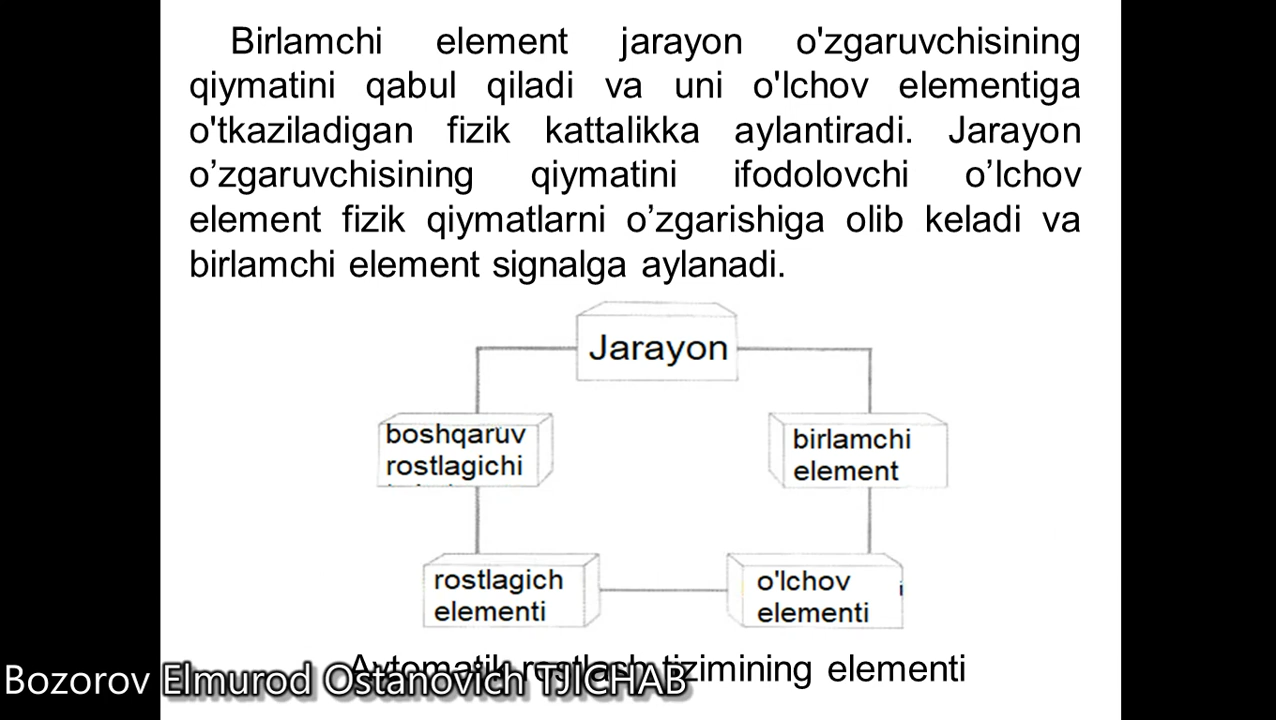 Birlamchi element jarayon o'zgaruvchisining
qiymatini qabul qiladi va uni o'lchov elementiga
o'tkaziladigan fizik kattalikka aylantiradi. Jarayon
o’zgaruvchisining qiymatini ifodolovchi o’lchov
element fizik qiymatlarni o’zgarishiga olib keladi va
birlamchi element signalga aylanadi.
Jarayon
boshqaruv
rostlagichi
birlamchi
element
rostlagich
elementi
o'lchov
elementi
Avtomatik rostlash tizimining elementi
Bozorov Elmurod Ostanovich TJICHAB